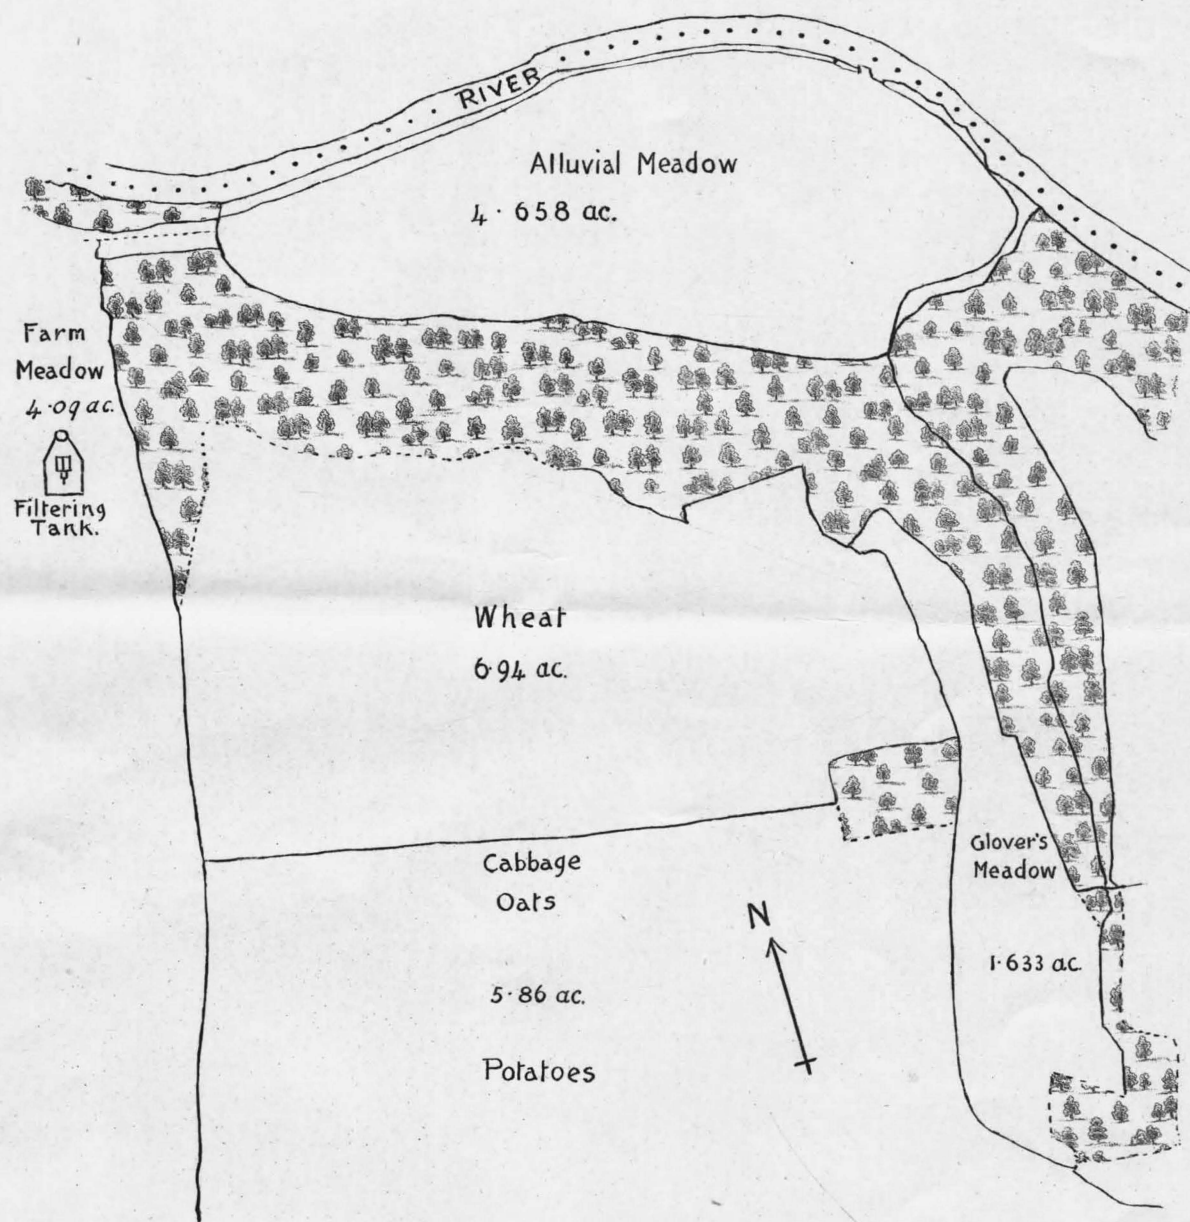 RIVER
Alluvial Meadow
4·658 ac.
Farm
Meadow
4·09 ac.
Filtering
Tank.
Wheat
6·94 ac.
Cabbage
Oats
5·86 ac.
Potatoes
N
Glover's
Meadow
1·633 ac.